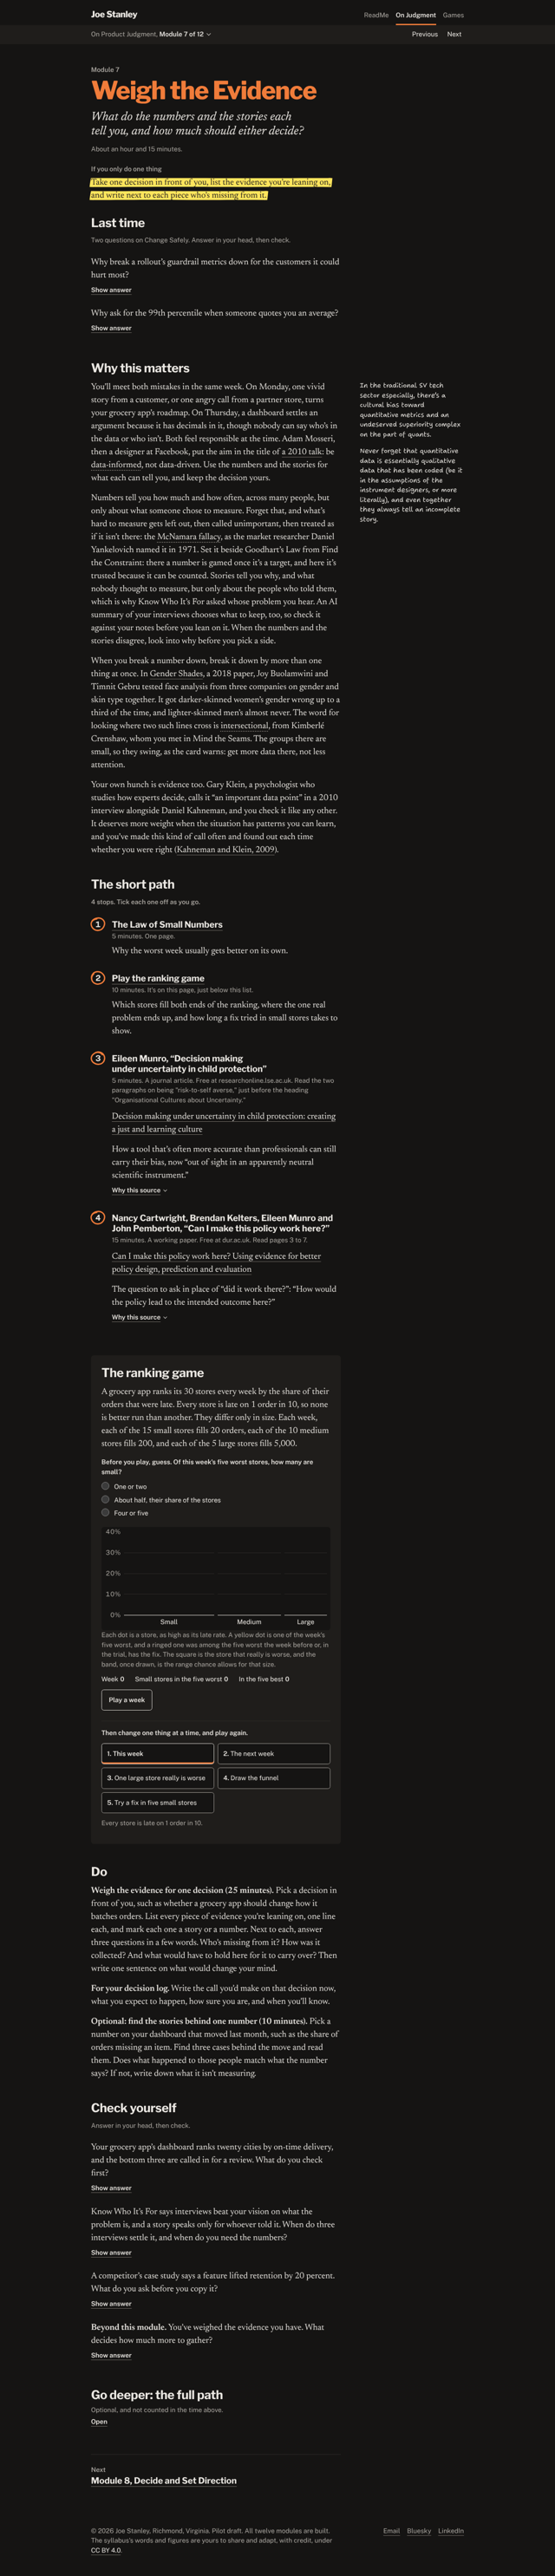 Joe Stanley
ReadMe On Judgment Games
On Product Judgment, Module 7 of 12
Previous Next
Module 7
Weigh the Evidence
What do the numbers and the stories each
tell you, and how much should either decide?
About an hour and 15 minutes.
If you only do one thing
Take one decision in front of you, list the evidence you're leaning on,
and write next to each piece who's missing from it.
Last time
Two questions on Change Safely. Answer in your head, then check.
Why break a rollout's guardrail metrics down for the customers it could
hurt most?
Show answer
Why ask for the 99th percentile when someone quotes you an average?
Show answer
Why this matters
You'll meet both mistakes in the same week. On Monday, one vivid
story from a customer, or one angry call from a partner store, turns
your grocery app's roadmap. On Thursday, a dashboard settles an
argument because it has decimals in it, though nobody can say who's in
the data or who isn't. Both feel responsible at the time. Adam Mosseri,
then a designer at Facebook, put the aim in the title of a 2010 talk: be
data-informed, not data-driven. Use the numbers and the stories for
what each can tell you, and keep the decision yours.
Numbers tell you how much and how often, across many people, but
only about what someone chose to measure. Forget that, and what's
hard to measure gets left out, then called unimportant, then treated as
if it isn't there: the McNamara fallacy, as the market researcher Daniel
Yankelovich named it in 1971. Set it beside Goodhart's Law from Find
the Constraint: there a number is gamed once it's a target, and here it's
trusted because it can be counted. Stories tell you why, and what
nobody thought to measure, but only about the people who told them,
which is why Know Who It's For asked whose problem you hear. An AI
summary of your interviews chooses what to keep, too, so check it
against your notes before you lean on it. When the numbers and the
stories disagree, look into why before you pick a side.
When you break a number down, break it down by more than one
thing at once. In Gender Shades, a 2018 paper, Joy Buolamwini and
Timnit Gebru tested face analysis from three companies on gender and
skin type together. It got darker-skinned women's gender wrong up to a
third of the time, and lighter-skinned men's almost never. The word for
looking where two such lines cross is intersectional, from Kimberlé
Crenshaw, whom you met in Mind the Seams. The groups there are
small, so they swing, as the card warns: get more data there, not less
attention.
Your own hunch is evidence too. Gary Klein, a psychologist who
studies how experts decide, calls it "an important data point" in a 2010
interview alongside Daniel Kahneman, and you check it like any other.
It deserves more weight when the situation has patterns you can learn,
and you've made this kind of call often and found out each time
whether you were right (Kahneman and Klein, 2009).
In the traditional SV tech
sector especially, there's a
cultural bias toward
quantitative metrics and an
undeserved superiority complex
on the part of quants.
Never forget that quantitative
data is essentially qualitative
data that has been coded (be it
in the assumptions of the
instrument designers, or more
literally), and even together
they always tell an incomplete
story.
The short path
4 stops. Tick each one off as you go.
1 The Law of Small Numbers
5 minutes. One page.
Why the worst week usually gets better on its own.
2 Play the ranking game
10 minutes. It's on this page, just below this list.
Which stores fill both ends of the ranking, where the one real
problem ends up, and how long a fix tried in small stores takes to
show.
3 Eileen Munro, "Decision making
under uncertainty in child protection"
5 minutes. A journal article. Free at researchonline.lse.ac.uk. Read the two
paragraphs on being "risk-to self averse," just before the heading
"Organisational Cultures about Uncertainty."
Decision making under uncertainty in child protection: creating
a just and learning culture
How a tool that's often more accurate than professionals can still
carry their bias, now "out of sight in an apparently neutral
scientific instrument."
Why this source
4 Nancy Cartwright, Brendan Kelters, Eileen Munro and
John Pemberton, "Can I make this policy work here?"
15 minutes. A working paper. Free at dur.ac.uk. Read pages 3 to 7.
Can I make this policy work here? Using evidence for better
policy design, prediction and evaluation
The question to ask in place of "did it work there?": "How would
the policy lead to the intended outcome here?"
Why this source
The ranking game
A grocery app ranks its 30 stores every week by the share of their
orders that were late. Every store is late on 1 order in 10, so none
is better run than another. They differ only in size. Each week,
each of the 15 small stores fills 20 orders, each of the 10 medium
stores fills 200, and each of the 5 large stores fills 5,000.
Before you play, guess. Of this week's five worst stores, how many are
small?
One or two
About half, their share of the stores
Four or five
40%
30%
20%
10%
0%
Small Medium Large
Each dot is a store, as high as its late rate. A yellow dot is one of the week's
five worst, and a ringed one was among the five worst the week before or, in
the trial, has the fix. The square is the store that really is worse, and the
band, once drawn, is the range chance allows for that size.
Week 0 Small stores in the five worst 0 In the five best 0
Play a week
Then change one thing at a time, and play again.
1. This week
2. The next week
3. One large store really is worse
4. Draw the funnel
5. Try a fix in five small stores
Every store is late on 1 order in 10.
Do
Weigh the evidence for one decision (25 minutes). Pick a decision in
front of you, such as whether a grocery app should change how it
batches orders. List every piece of evidence you're leaning on, one line
each, and mark each one a story or a number. Next to each, answer
three questions in a few words. Who's missing from it? How was it
collected? And what would have to hold here for it to carry over? Then
write one sentence on what would change your mind.
For your decision log. Write the call you'd make on that decision now,
what you expect to happen, how sure you are, and when you'll know.
Optional: find the stories behind one number (10 minutes). Pick a
number on your dashboard that moved last month, such as the share of
orders missing an item. Find three cases behind the move and read
them. Does what happened to those people match what the number
says? If not, write down what it isn't measuring.
Check yourself
Answer in your head, then check.
Your grocery app's dashboard ranks twenty cities by on-time delivery,
and the bottom three are called in for a review. What do you check
first?
Show answer
Know Who It's For says interviews beat your vision on what the
problem is, and a story speaks only for whoever told it. When do three
interviews settle it, and when do you need the numbers?
Show answer
A competitor's case study says a feature lifted retention by 20 percent.
What do you ask before you copy it?
Show answer
Beyond this module. You've weighed the evidence you have. What
decides how much more to gather?
Show answer
Go deeper: the full path
Optional, and not counted in the time above.
Open
Next
Module 8, Decide and Set Direction
© 2026 Joe Stanley, Richmond, Virginia. Pilot draft. All twelve modules are built.
The syllabus's words and figures are yours to share and adapt, with credit, under
CC BY 4.0.
Email Bluesky LinkedIn